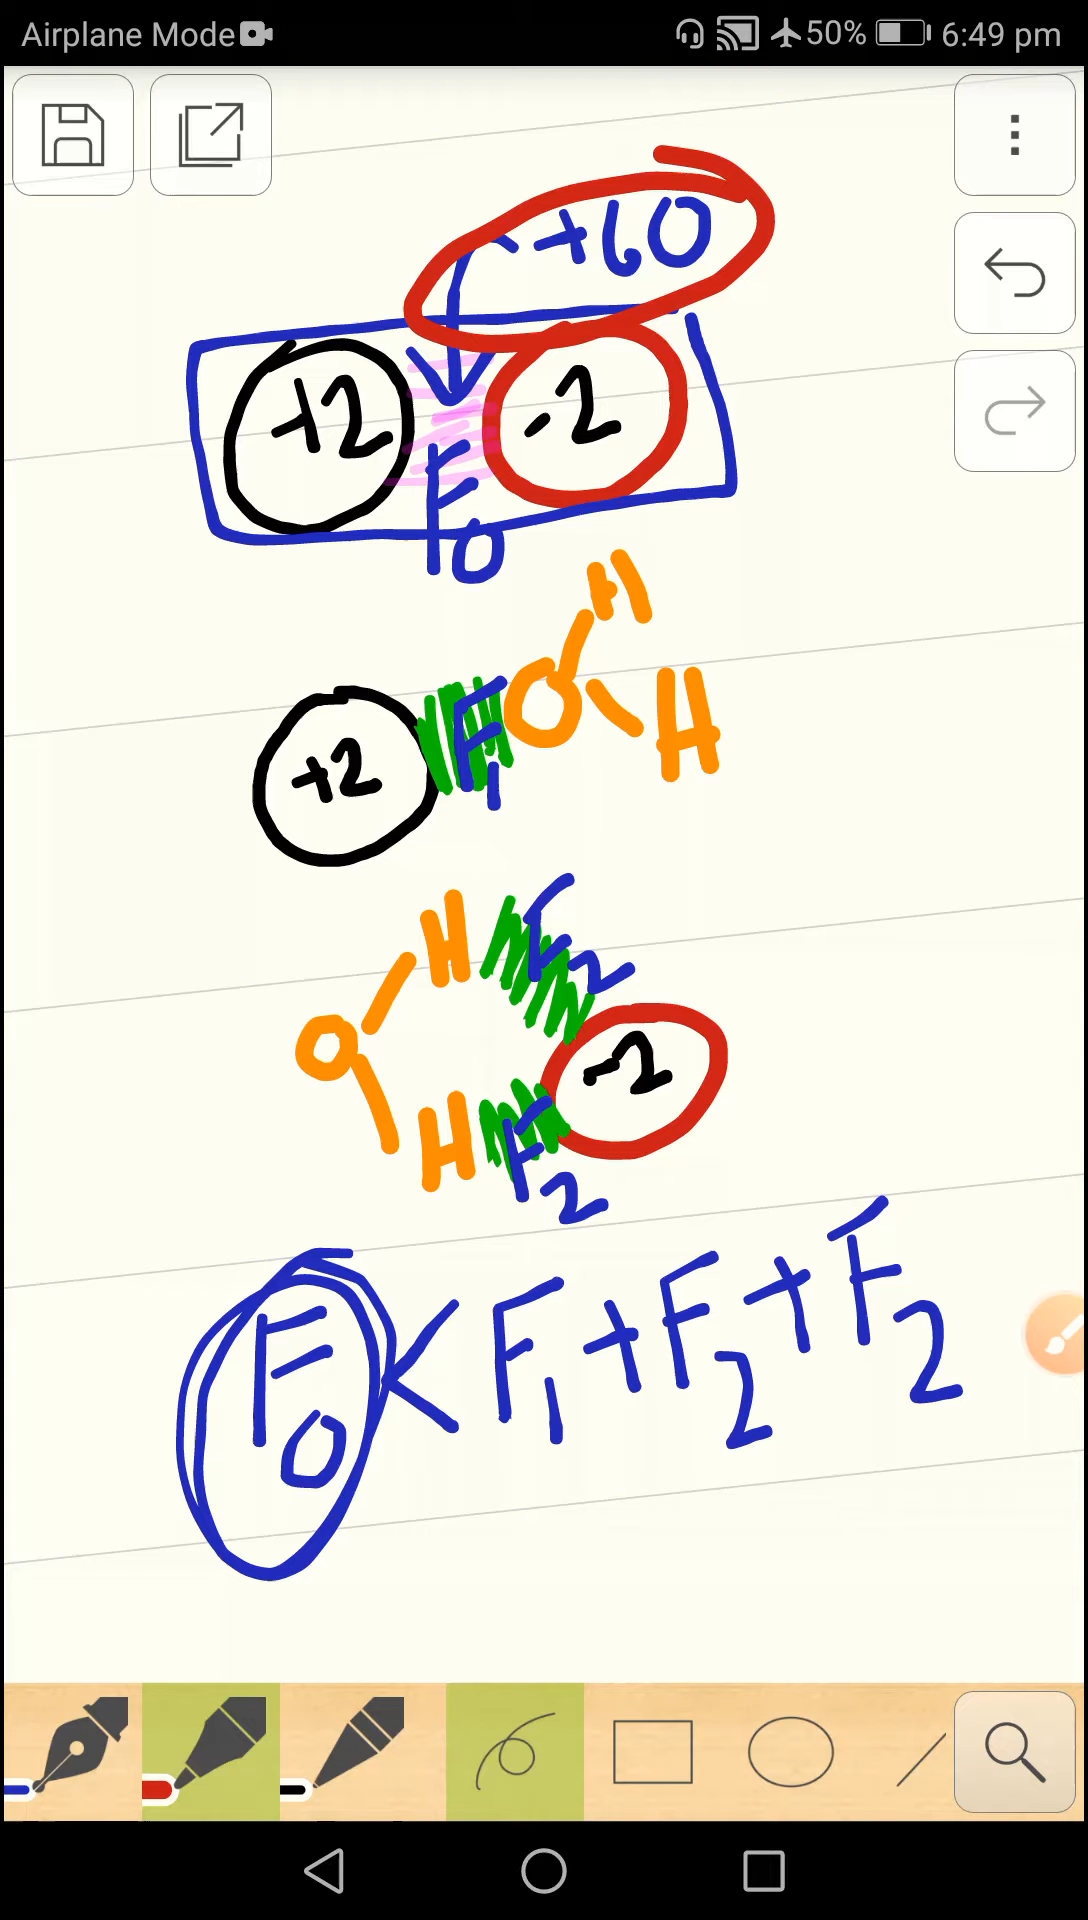 Airplane Mode 50% 6:49 pm
+60
+2 -2
F0
H
+2 F1 O H
H F2
O -2
H F2
F0 < F1 + F2 + F2